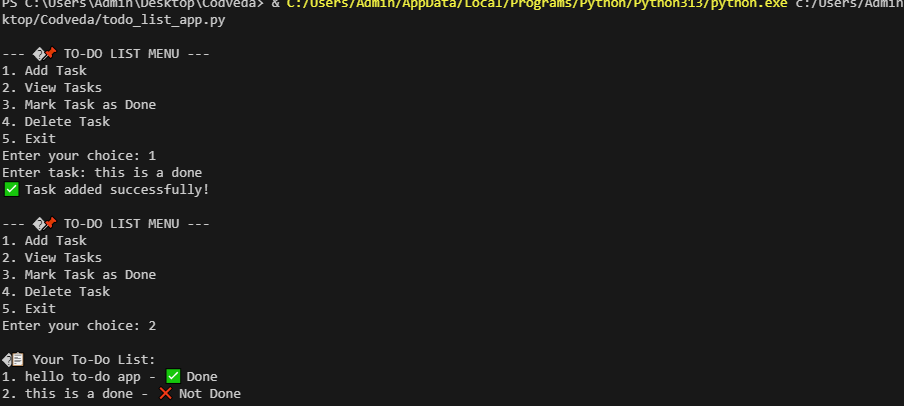 PS C:\Users\Admin\Desktop\Codveda> & C:/Users/Admin/AppData/Local/Programs/Python/Python313/python.exe c:/Users/Admin
ktop/Codveda/todo_list_app.py
--- �📌 TO-DO LIST MENU ---
1. Add Task
2. View Tasks
3. Mark Task as Done
4. Delete Task
5. Exit
Enter your choice: 1
Enter task: this is a done
✅ Task added successfully!
--- �📌 TO-DO LIST MENU ---
1. Add Task
2. View Tasks
3. Mark Task as Done
4. Delete Task
5. Exit
Enter your choice: 2
�📋 Your To-Do List:
1. hello to-do app - ✅ Done
2. this is a done - ❌ Not Done